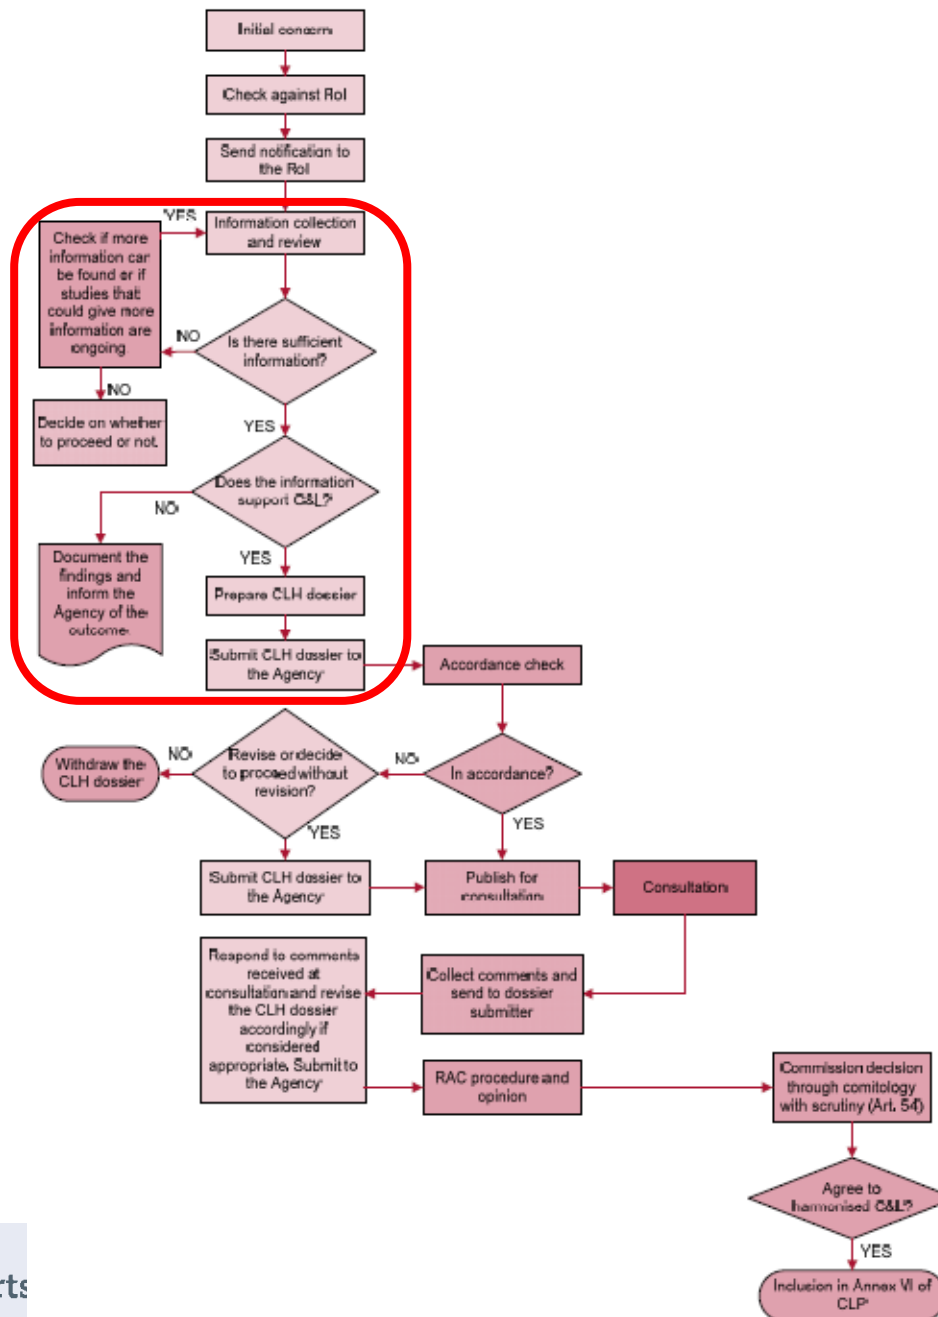 Initial concern
Check against RoI
Send notification to
the RoI
YES
Information collection
and review
Check if more
information can
be found or if
studies that
could give more
information are
ongoing.
NO
Is there sufficient
information?
NO
Decide on whether
to proceed or not.
YES
Does the information
support C&L?
NO
YES
Document the
findings and
inform the
Agency of the
outcome.
Prepare CLH dossier
Submit CLH dossier to
the Agency
Accordance check
Withdraw the
CLH dossier
NO
Revise or decide
to proceed without
revision?
NO
In accordance?
YES
YES
Submit CLH dossier to
the Agency
Publish for
consultation
Consultation
Respond to comments
received at
consultation and revise
the CLH dossier
accordingly if
considered
appropriate. Submit to
the Agency
Collect comments and
send to dossier
submitter
RAC procedure and
opinion
Commission decision
through comitology
with scrutiny (Art. 54)
Agree to
harmonised C&L?
YES
Inclusion in Annex VI of
CLP
rts